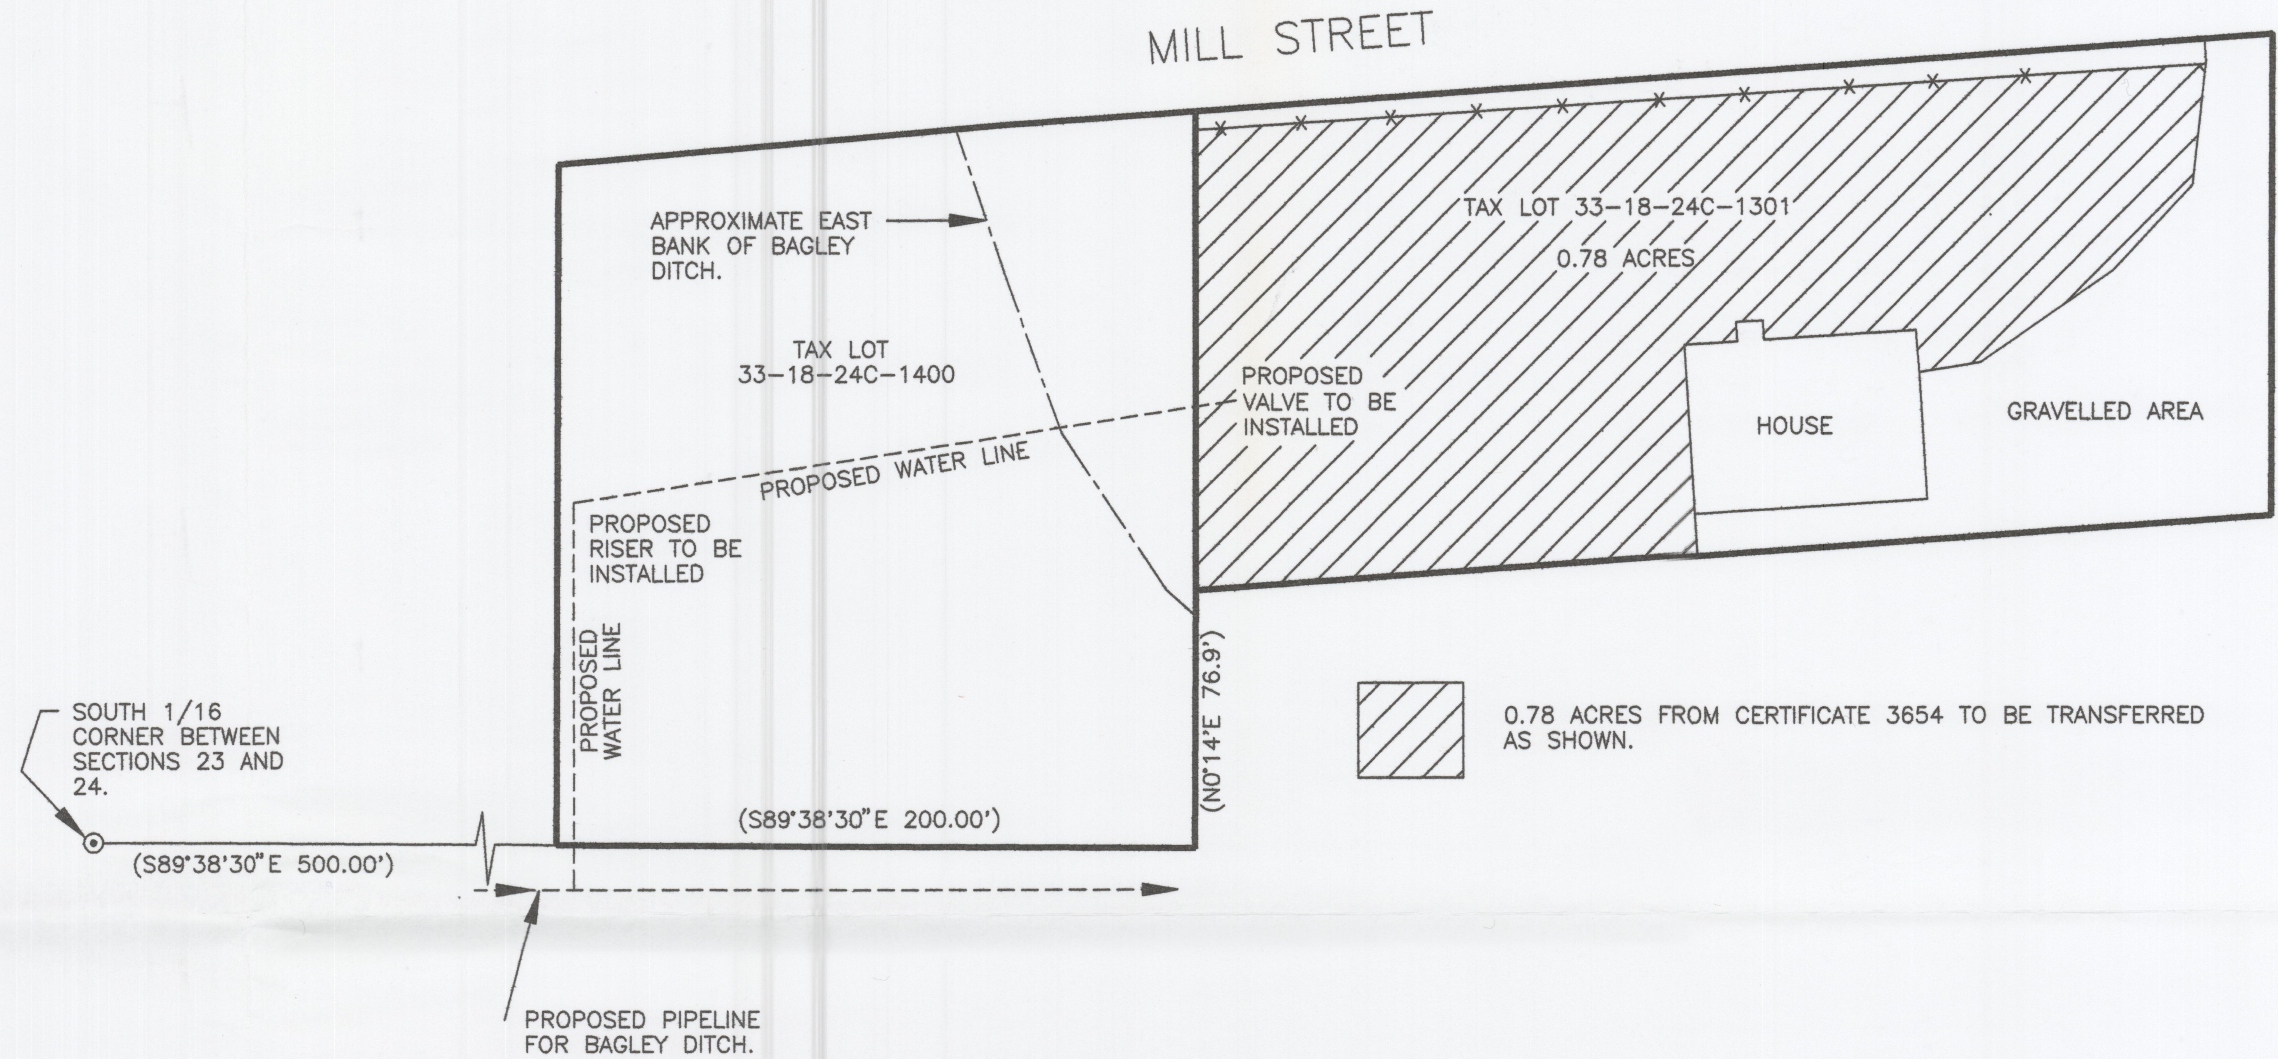 MILL STREET
APPROXIMATE EAST
BANK OF BAGLEY
DITCH.
TAX LOT 33-18-24C-1301
0.78 ACRES
TAX LOT
33-18-24C-1400
PROPOSED
VALVE TO BE
INSTALLED
HOUSE
GRAVELLED AREA
PROPOSED WATER LINE
PROPOSED
RISER TO BE
INSTALLED
PROPOSED
WATER LINE
(N0°14'E 76.9')
SOUTH 1/16
CORNER BETWEEN
SECTIONS 23 AND
24.
0.78 ACRES FROM CERTIFICATE 3654 TO BE TRANSFERRED
AS SHOWN.
(S89°38'30"E 200.00')
(S89°38'30"E 500.00')
PROPOSED PIPELINE
FOR BAGLEY DITCH.